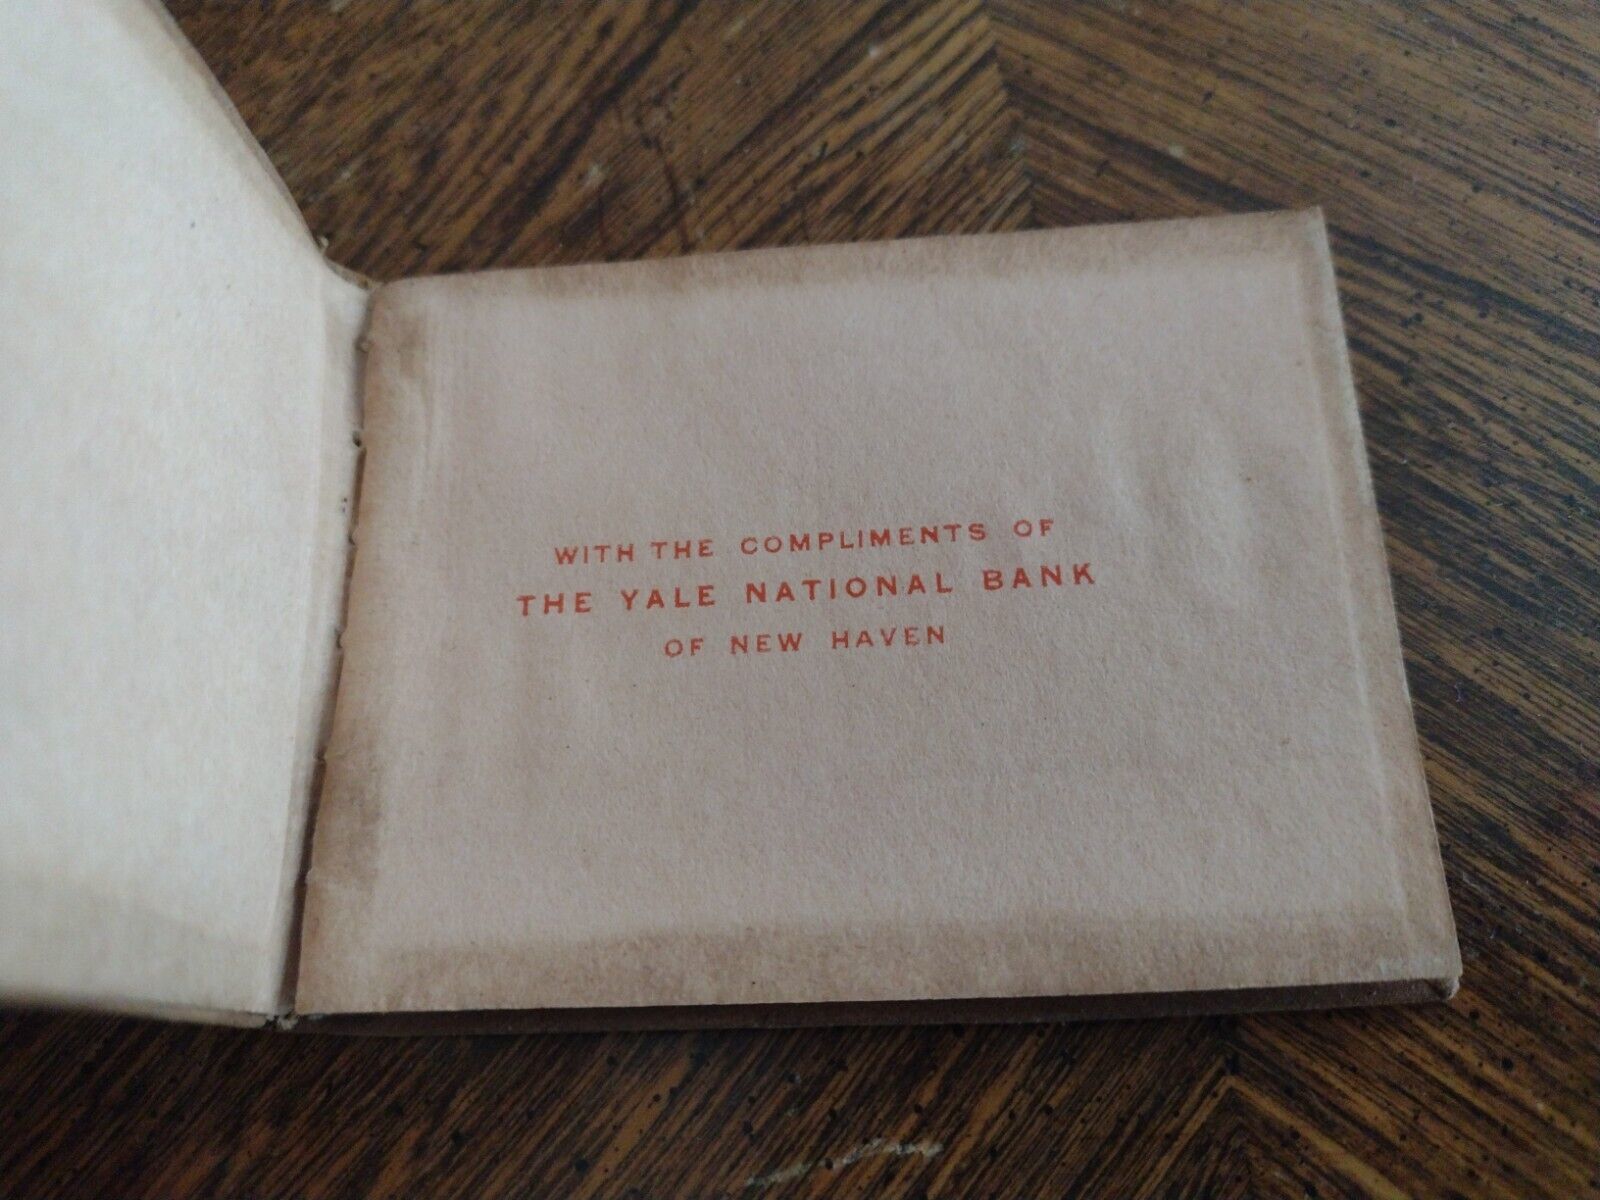 WITH THE COMPLIMENTS OF
THE YALE NATIONAL BANK
OF NEW HAVEN